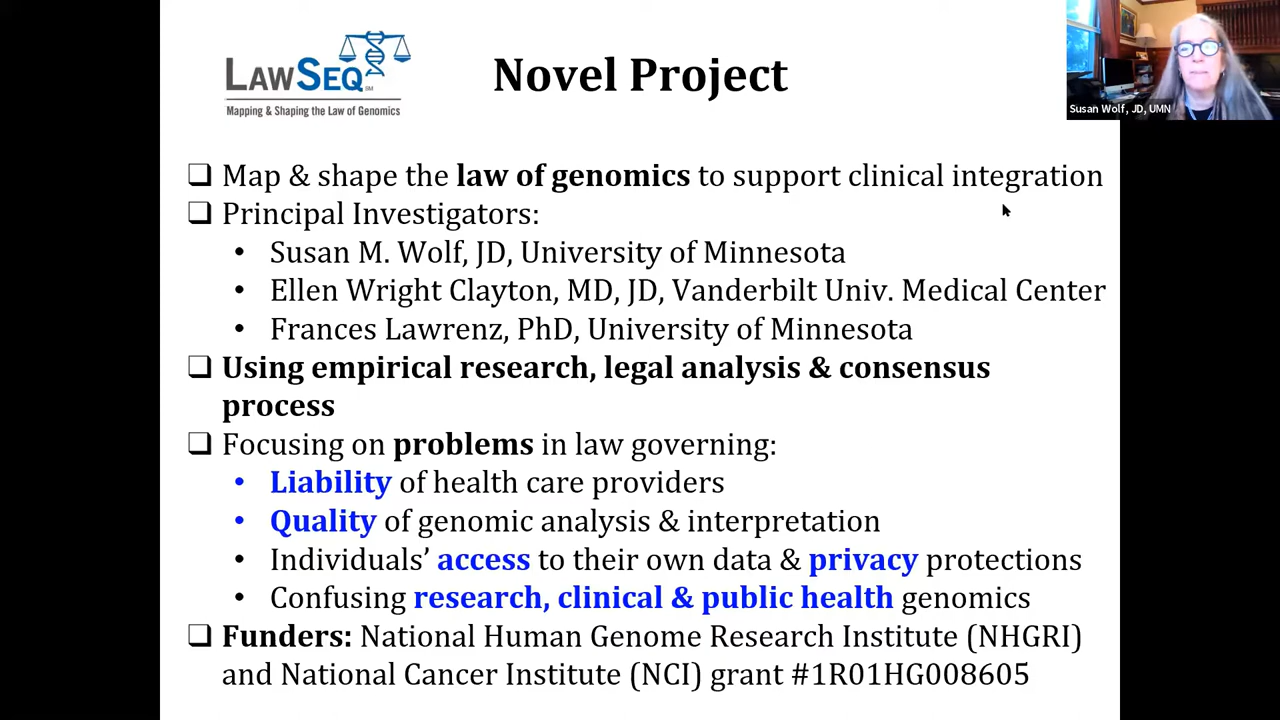 LAWSEQ SM
Mapping & Shaping the Law of Genomics
Novel Project
Susan Wolf, JD, UMN
❑ Map & shape the law of genomics to support clinical integration
❑ Principal Investigators:
• Susan M. Wolf, JD, University of Minnesota
• Ellen Wright Clayton, MD, JD, Vanderbilt Univ. Medical Center
• Frances Lawrenz, PhD, University of Minnesota
❑ Using empirical research, legal analysis & consensus
process
❑ Focusing on problems in law governing:
• Liability of health care providers
• Quality of genomic analysis & interpretation
• Individuals’ access to their own data & privacy protections
• Confusing research, clinical & public health genomics
❑ Funders: National Human Genome Research Institute (NHGRI)
and National Cancer Institute (NCI) grant #1R01HG008605